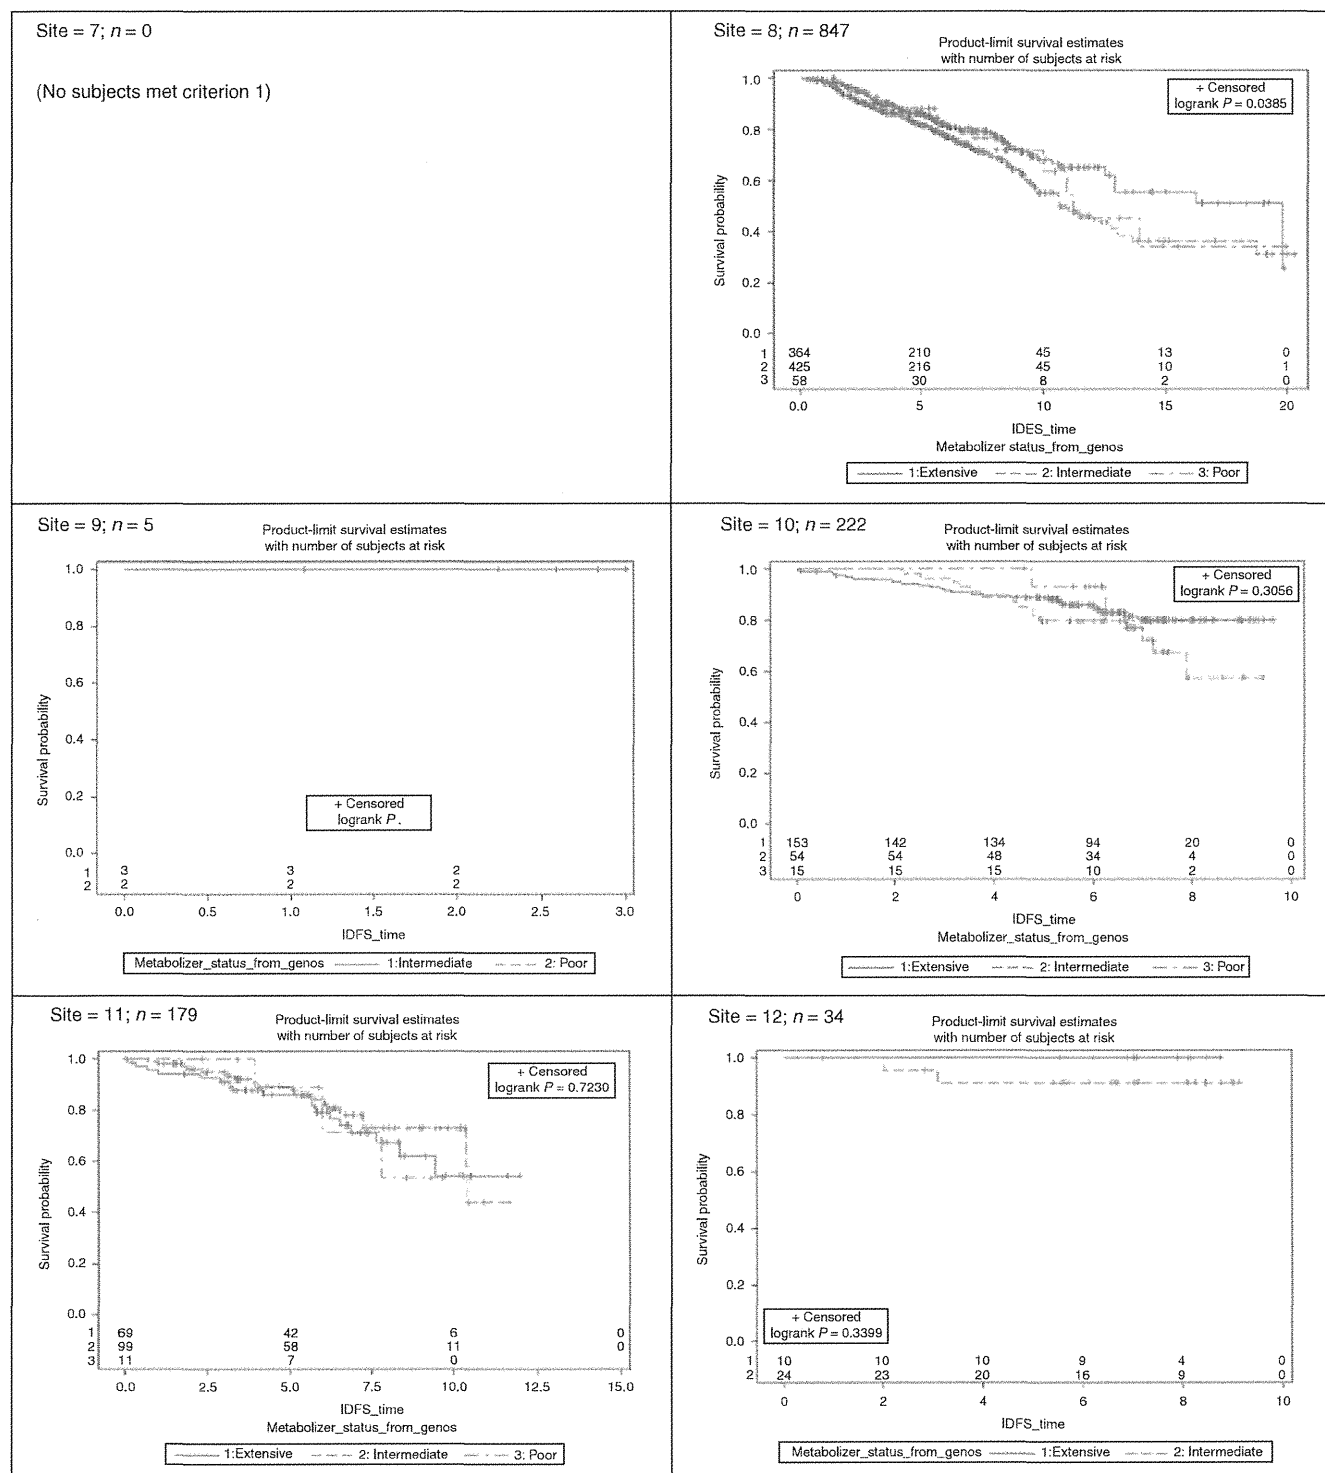 Site = 7; n = 0
(No subjects met criterion 1)
Site = 8; n = 847
Product-limit survival estimates
with number of subjects at risk
+ Censored
logrank P = 0.0385
Survival probability
1.0
0.8
0.6
0.4
0.2
0.0
1 364 210 45 13 0
2 425 216 45 10 1
3 58 30 8 2 0
0.0 5 10 15 20
IDES_time
Metabolizer status_from_genos
1:Extensive 2: Intermediate 3: Poor
Site = 9; n = 5
Product-limit survival estimates
with number of subjects at risk
Survival probability
1.0
0.8
0.6
0.4
0.2
0.0
+ Censored
logrank P .
1 3 3 2
2 2 2 2
0.0 0.5 1.0 1.5 2.0 2.5 3.0
IDFS_time
Metabolizer_status_from_genos 1:Intermediate 2: Poor
Site = 10; n = 222
Product-limit survival estimates
with number of subjects at risk
+ Censored
logrank P = 0.3056
Survival probability
1.0
0.8
0.6
0.4
0.2
0.0
1 153 142 134 94 20 0
2 54 54 48 34 4 0
3 15 15 15 10 2 0
0 2 4 6 8 10
IDFS_time
Metabolizer_status_from_genos
1:Extensive 2: Intermediate 3: Poor
Site = 11; n = 179
Product-limit survival estimates
with number of subjects at risk
+ Censored
logrank P = 0.7230
Survival probability
1.0
0.8
0.6
0.4
0.2
0.0
1 69 42 6 0
2 99 58 11 0
3 11 7 0
0.0 2.5 5.0 7.5 10.0 12.5 15.0
IDFS_time
Metabolizer_status_from_genos
1:Extensive 2: Intermediate 3: Poor
Site = 12; n = 34
Product-limit survival estimates
with number of subjects at risk
Survival probability
1.0
0.8
0.6
0.4
0.2
0.0
+ Censored
logrank P = 0.3399
1 10 10 10 9 4 0
2 24 23 20 16 9 0
0 2 4 6 8 10
IDFS_time
Metabolizer_status_from_genos 1:Extensive 2: Intermediate